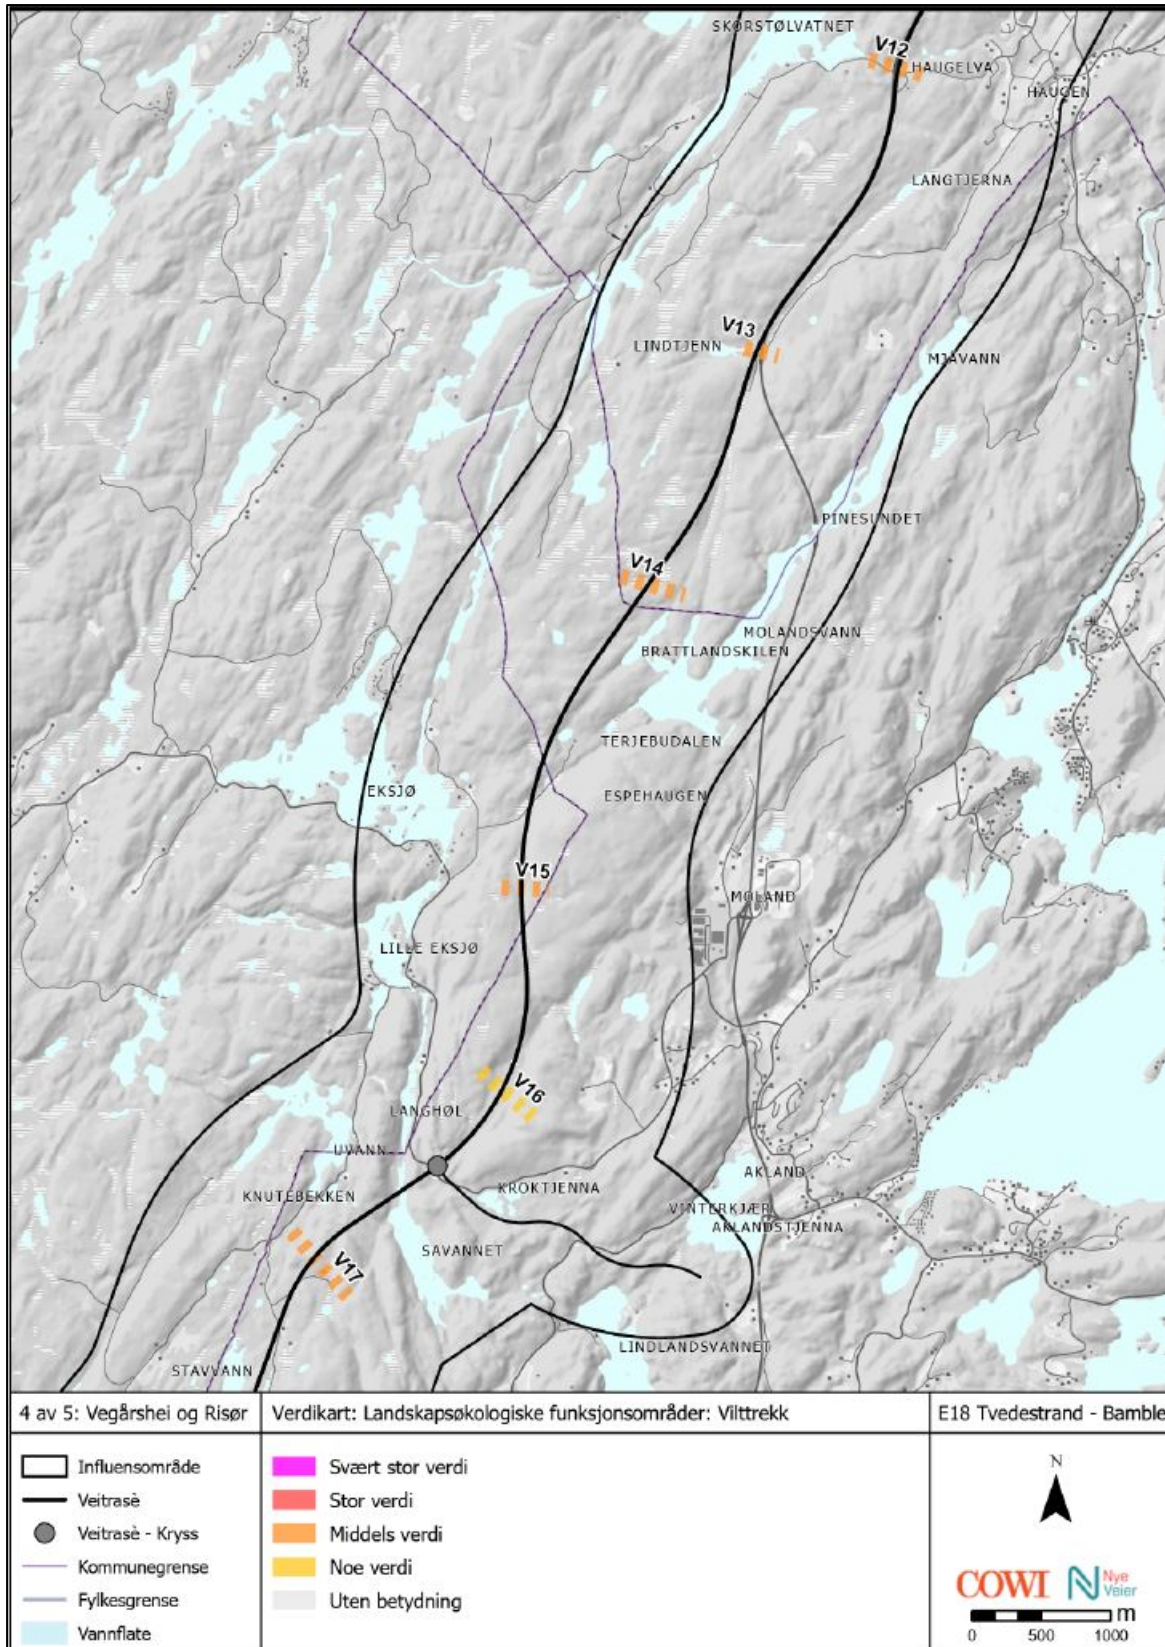 SKORSTØLVATNET
V12
HAUGELVA
HAUGEN
LANGTJERNA
V13
LINDTJENN
MJAVANN
PINESUNDET
V14
MOLANDSVANN
BRATTLANDSKILEN
TERJEBUDALEN
EKSJØ
ESPEHAUGEN
V15
MOLAND
LILLE EKSJØ
V16
LANGHØL
UVANN
AKLAND
KNUTEBEKKEN
KROKTJENNA
VINTERKJÆR
AKLANDSTJENNA
SAVANNET
V17
LINDLANDSVANNET
STAVVANN
4 av 5: Vegårshei og Risør
Verdikart: Landskapsøkologiske funksjonsområder: Vilttrekk
E18 Tvedestrand - Bamble
Influensområde
Veitrasè
Veitrasè - Kryss
Kommunegrense
Fylkesgrense
Vannflate
Svært stor verdi
Stor verdi
Middels verdi
Noe verdi
Uten betydning
N
COWI
Nye
Veier
m
0 500 1000